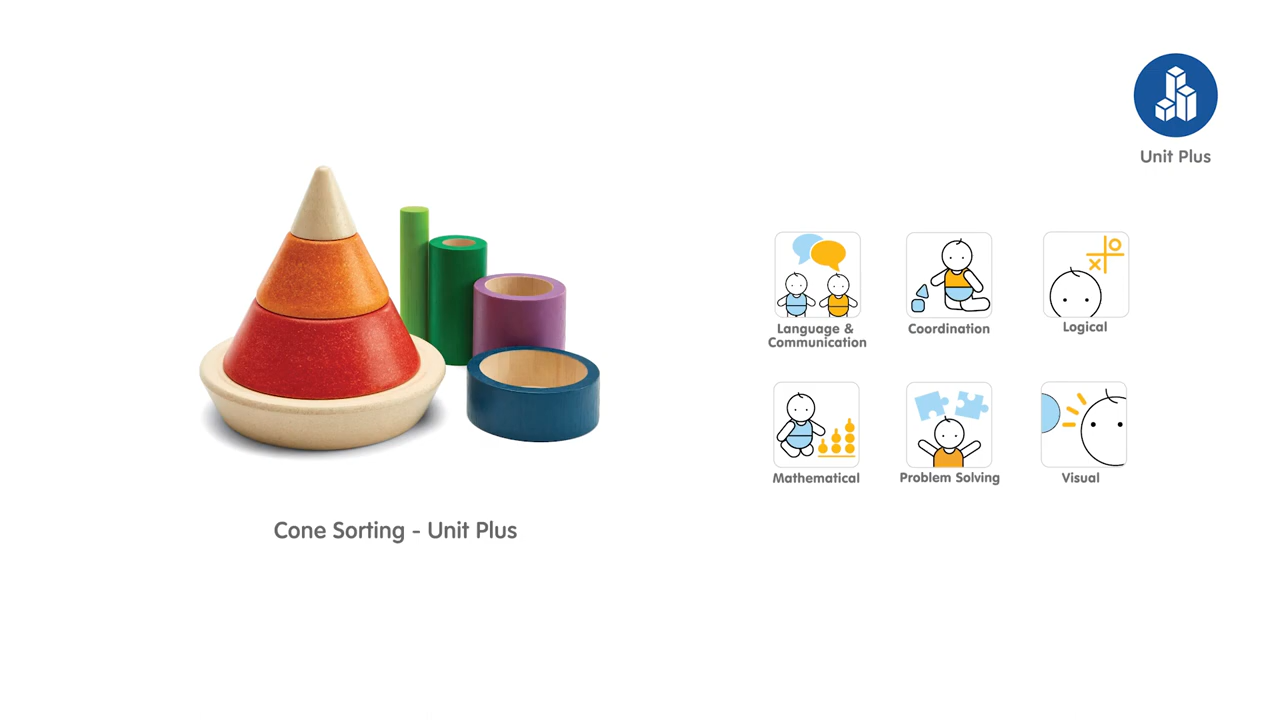 Unit Plus
Language &
Communication
Coordination
Logical
Mathematical
Problem Solving
Visual
Cone Sorting - Unit Plus